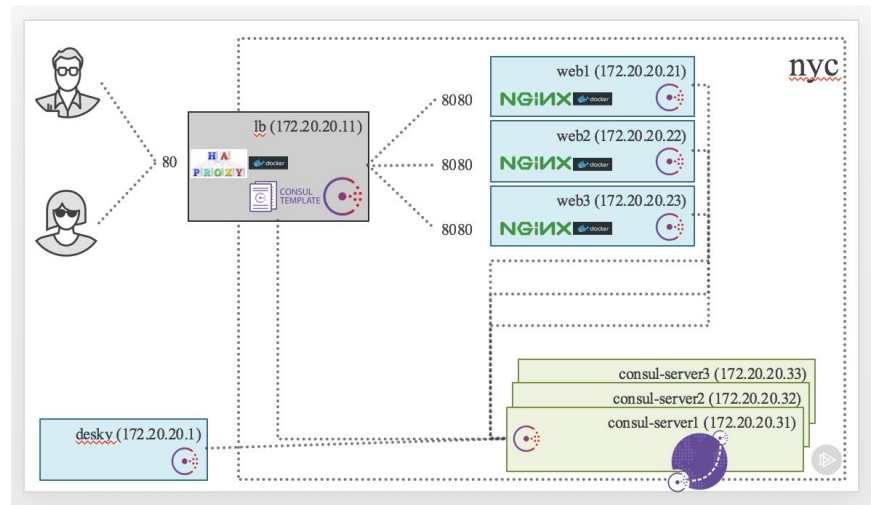 nyc
web1 (172.20.20.21)
NGINX docker
8080
lb (172.20.20.11)
web2 (172.20.20.22)
80
HA
PROXY
docker
8080
NGINX docker
CONSUL
TEMPLATE
web3 (172.20.20.23)
8080
NGINX docker
consul-server3 (172.20.20.33)
consul-server2 (172.20.20.32)
consul-server1 (172.20.20.31)
desky (172.20.20.1)